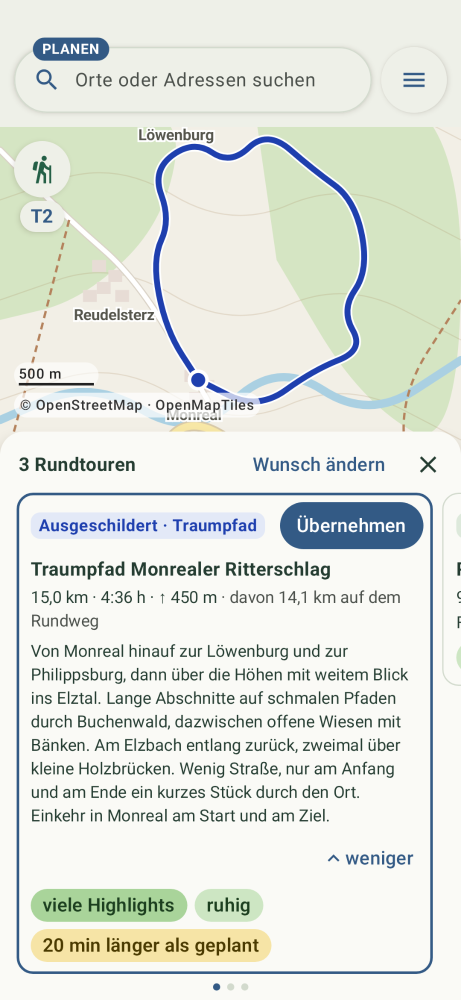 PLANEN
Orte oder Adressen suchen
Löwenburg
T2
Reudelsterz
500 m
© OpenStreetMap · OpenMapTiles
Monreal
3 Rundtouren
Wunsch ändern
Ausgeschildert · Traumpfad
Übernehmen
Traumpfad Monrealer Ritterschlag
15,0 km · 4:36 h · ↑ 450 m · davon 14,1 km auf dem
Rundweg
Von Monreal hinauf zur Löwenburg und zur
Philippsburg, dann über die Höhen mit weitem Blick
ins Elztal. Lange Abschnitte auf schmalen Pfaden
durch Buchenwald, dazwischen offene Wiesen mit
Bänken. Am Elzbach entlang zurück, zweimal über
kleine Holzbrücken. Wenig Straße, nur am Anfang
und am Ende ein kurzes Stück durch den Ort.
Einkehr in Monreal am Start und am Ziel.
weniger
viele Highlights
ruhig
20 min länger als geplant